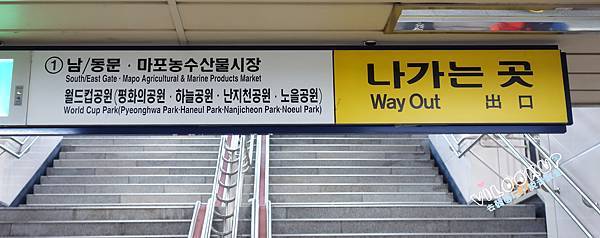 ① 남/동문 · 마포농수산물시장
South/East Gate · Mapo Agricultural & Marine Products Market
월드컵공원(평화의공원 · 하늘공원 · 난지천공원 · 노을공원)
World Cup Park(Pyeonghwa Park·Haneul Park·Nanjicheon Park·Noeul Park)
나가는 곳
Way Out 出口
VILOOKUP